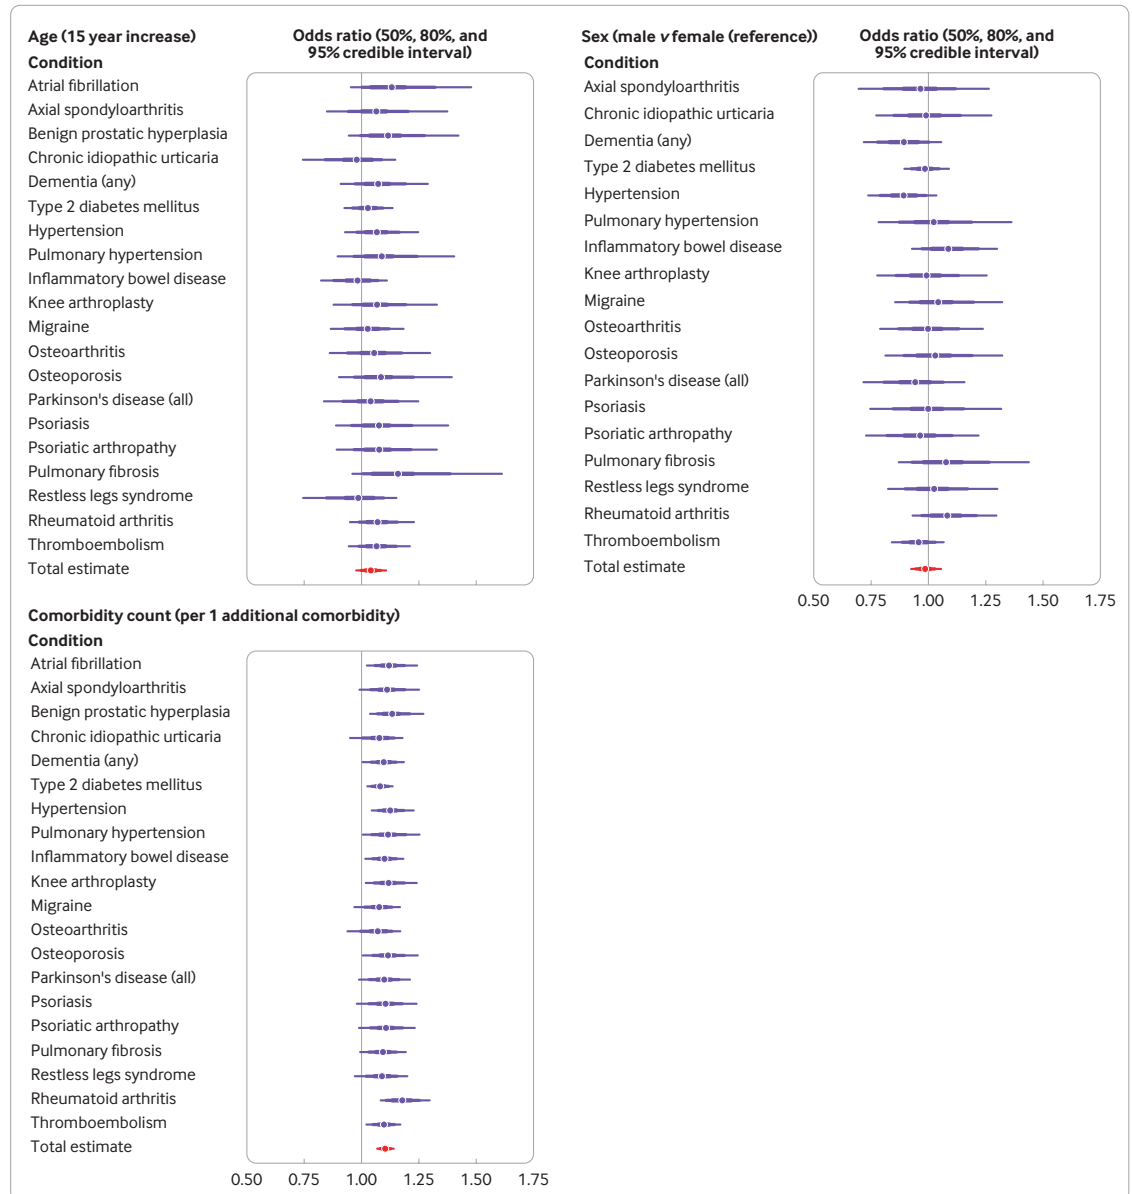 Age (15 year increase)
Odds ratio (50%, 80%, and
95% credible interval)
Condition
Atrial fibrillation
Axial spondyloarthritis
Benign prostatic hyperplasia
Chronic idiopathic urticaria
Dementia (any)
Type 2 diabetes mellitus
Hypertension
Pulmonary hypertension
Inflammatory bowel disease
Knee arthroplasty
Migraine
Osteoarthritis
Osteoporosis
Parkinson's disease (all)
Psoriasis
Psoriatic arthropathy
Pulmonary fibrosis
Restless legs syndrome
Rheumatoid arthritis
Thromboembolism
Total estimate
Sex (male v female (reference))
Odds ratio (50%, 80%, and
95% credible interval)
Condition
Axial spondyloarthritis
Chronic idiopathic urticaria
Dementia (any)
Type 2 diabetes mellitus
Hypertension
Pulmonary hypertension
Inflammatory bowel disease
Knee arthroplasty
Migraine
Osteoarthritis
Osteoporosis
Parkinson's disease (all)
Psoriasis
Psoriatic arthropathy
Pulmonary fibrosis
Restless legs syndrome
Rheumatoid arthritis
Thromboembolism
Total estimate
0.50 0.75 1.00 1.25 1.50 1.75
Comorbidity count (per 1 additional comorbidity)
Condition
Atrial fibrillation
Axial spondyloarthritis
Benign prostatic hyperplasia
Chronic idiopathic urticaria
Dementia (any)
Type 2 diabetes mellitus
Hypertension
Pulmonary hypertension
Inflammatory bowel disease
Knee arthroplasty
Migraine
Osteoarthritis
Osteoporosis
Parkinson's disease (all)
Psoriasis
Psoriatic arthropathy
Pulmonary fibrosis
Restless legs syndrome
Rheumatoid arthritis
Thromboembolism
Total estimate
0.50 0.75 1.00 1.25 1.50 1.75